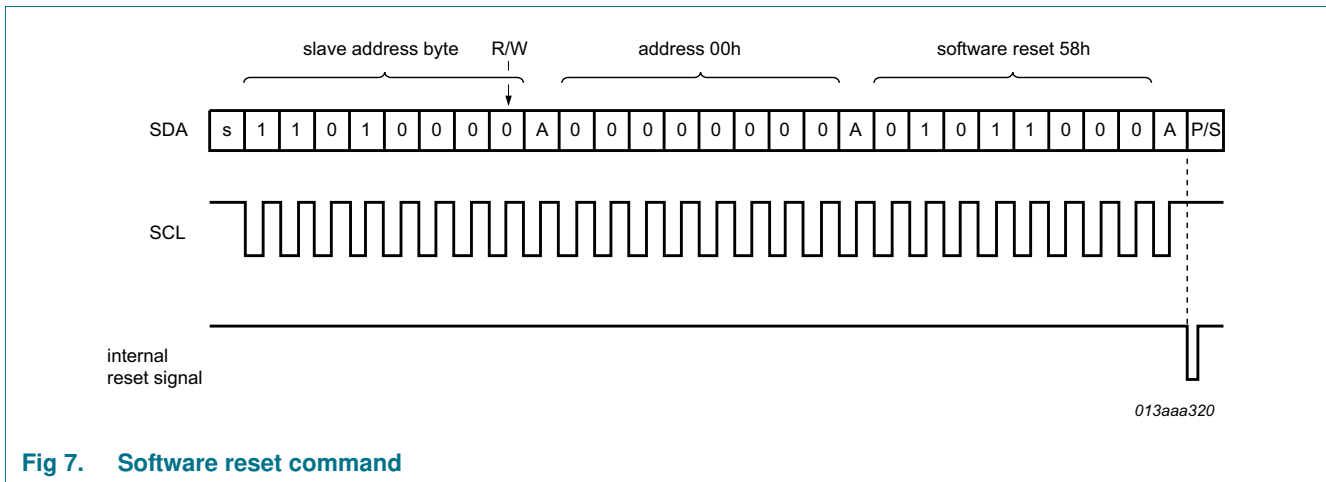 slave address byte R/W address 00h software reset 58h
SDA s 1 1 0 1 0 0 0 0 A 0 0 0 0 0 0 0 0 A 0 1 0 1 1 0 0 0 A P/S
SCL
internal
reset signal
013aaa320
Fig 7. Software reset command